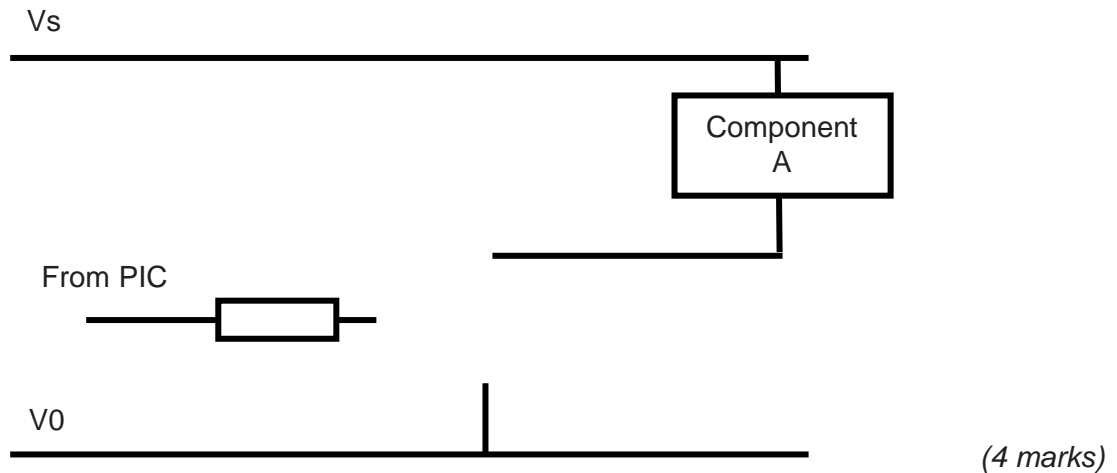 Vs
Component
A
From PIC
V0
(4 marks)